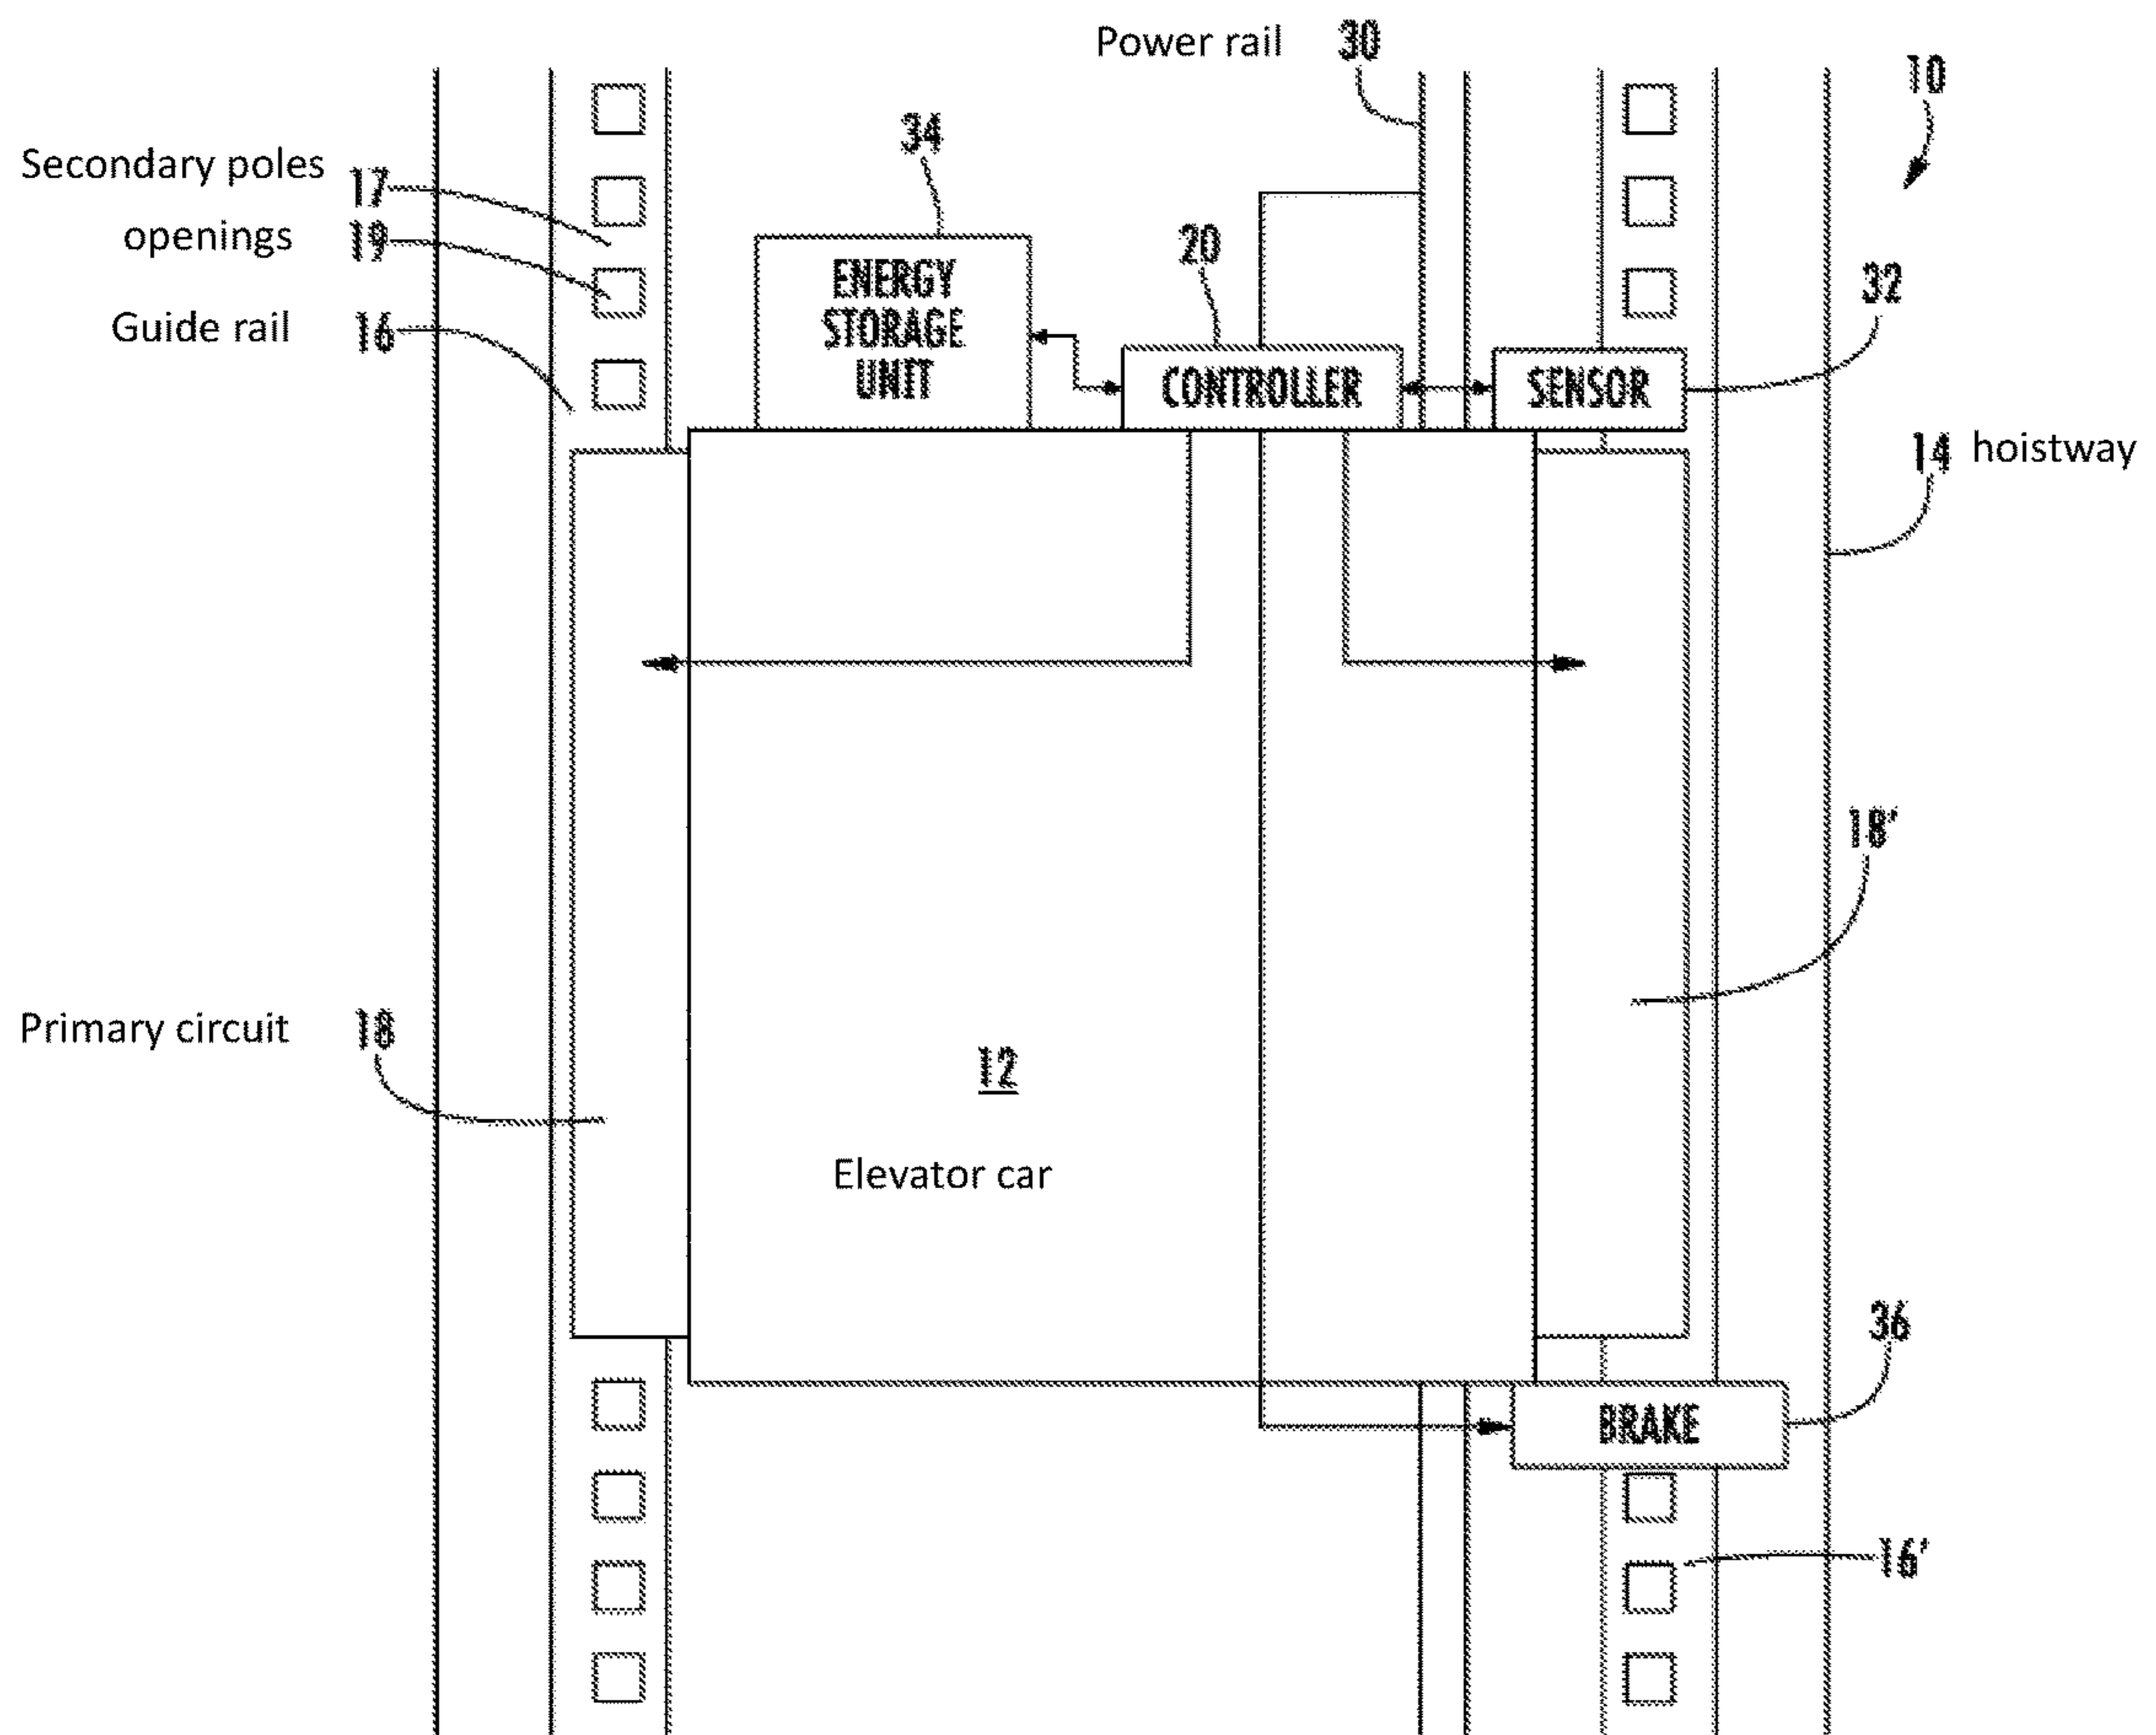 Power rail 30
10
34
Secondary poles 17
openings 19
20
32
Guide rail 16
ENERGY
STORAGE
UNIT
CONTROLLER
SENSOR
14 hoistway
18'
Primary circuit 18
12
Elevator car
36
BRAKE
16'